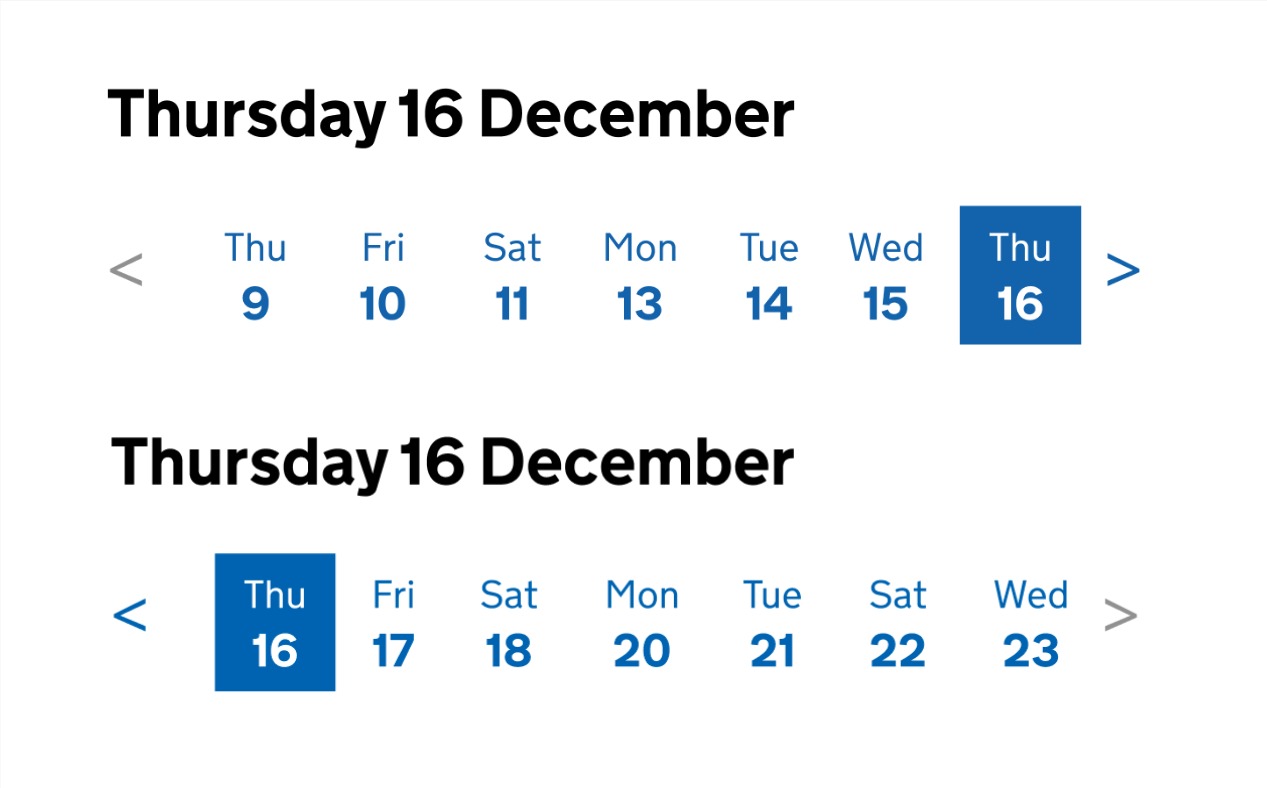 Thursday 16 December
< Thu Fri Sat Mon Tue Wed Thu >
9 10 11 13 14 15 16
Thursday 16 December
< Thu Fri Sat Mon Tue Sat Wed >
16 17 18 20 21 22 23